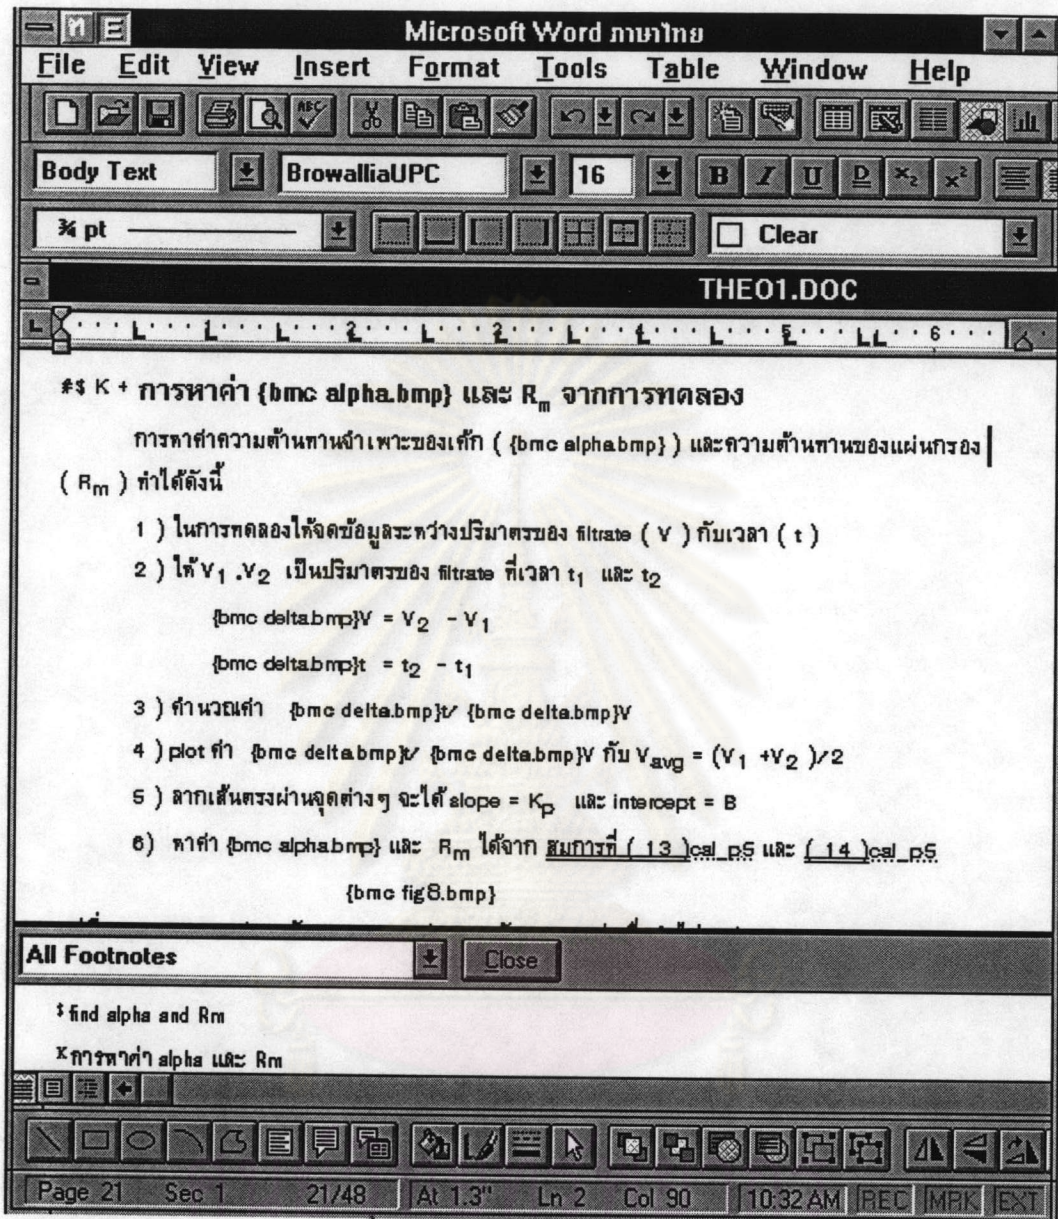 Microsoft Word ภาษาไทย
File Edit View Insert Format Tools Table Window Help
ABC
Body Text BrowalliaUPC 16 B I U D x₂ x²
¾ pt Clear
THEO1.DOC
1 2 3 4 5 6
#$ K + การหาค่า {bmc alpha.bmp} และ Rm จากการทดลอง
การหาค่าความต้านทานจำเพาะของเค้ก ( {bmc alpha.bmp} ) และความต้านทานของแผ่นกรอง
( Rm ) ทำได้ดังนี้
1 ) ในการทดลองให้จดข้อมูลระหว่างปริมาตรของ filtrate ( V ) กับเวลา ( t )
2 ) ให้ V1 ,V2 เป็นปริมาตรของ filtrate ที่เวลา t1 และ t2
{bmc delta.bmp}V = V2 - V1
{bmc delta.bmp}t = t2 - t1
3 ) คำนวณค่า {bmc delta.bmp}t/ {bmc delta.bmp}V
4 ) plot ค่า {bmc delta.bmp}t/ {bmc delta.bmp}V กับ Vavg = (V1 +V2 )/2
5 ) ลากเส้นตรงผ่านจุดต่างๆ จะได้ slope = Kp และ intercept = B
6) หาค่า {bmc alpha.bmp} และ Rm ได้จาก สมการที่ ( 13 )cal_p5 และ ( 14 )cal_p5
{bmc fig8.bmp}
All Footnotes Close
$ find alpha and Rm
K การหาค่า alpha และ Rm
Page 21 Sec 1 21/48 At 1.3" Ln 2 Col 90 10:32 AM REC MRK EXT